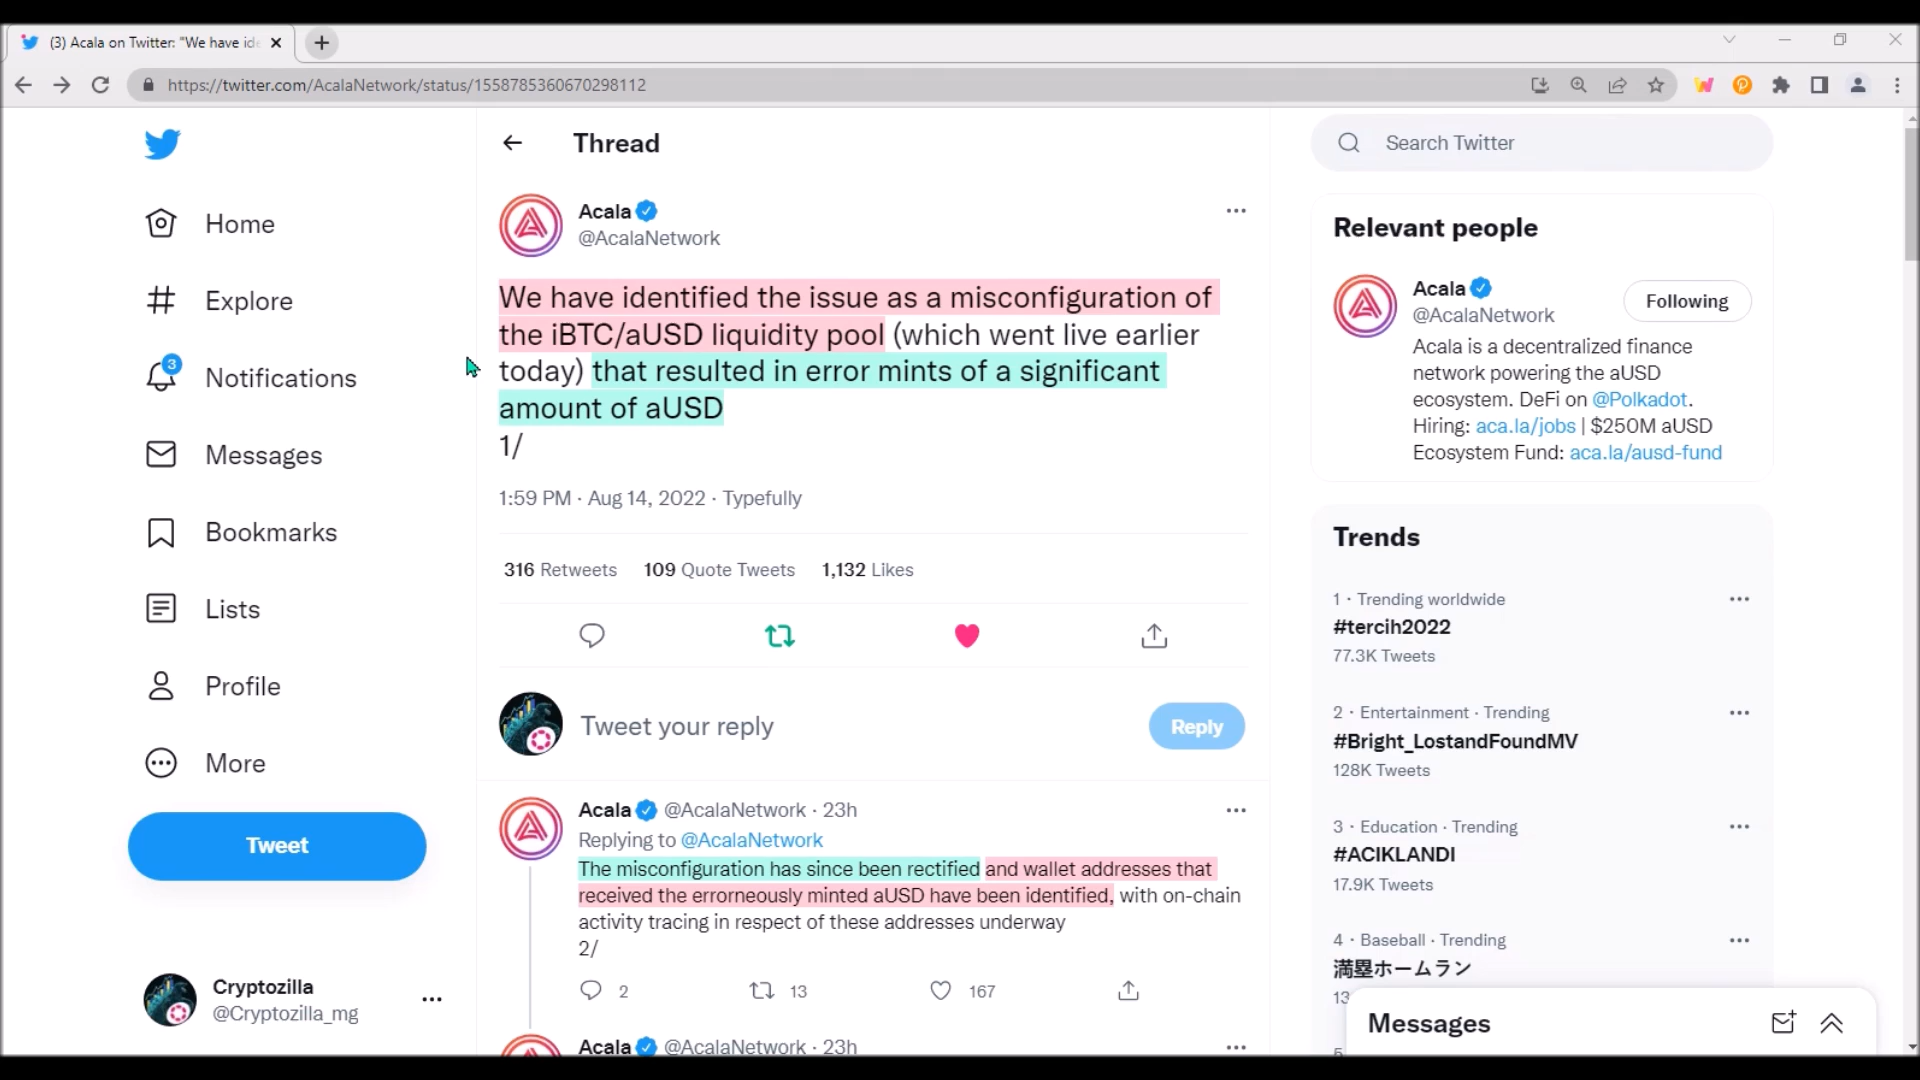 (3) Acala on Twitter: "We have ide
https://twitter.com/AcalaNetwork/status/1558785360670298112
Home
Explore
3
Notifications
Messages
Bookmarks
Lists
Profile
More
Tweet
Cryptozilla
@Cryptozilla_mg
Thread
Acala
@AcalaNetwork
We have identified the issue as a misconfiguration of
the iBTC/aUSD liquidity pool (which went live earlier
today) that resulted in error mints of a significant
amount of aUSD
1/
1:59 PM · Aug 14, 2022 · Typefully
316 Retweets 109 Quote Tweets 1,132 Likes
Tweet your reply
Reply
Acala @AcalaNetwork · 23h
Replying to @AcalaNetwork
The misconfiguration has since been rectified and wallet addresses that
received the errorneously minted aUSD have been identified, with on-chain
activity tracing in respect of these addresses underway
2/
2 13 167
Acala @AcalaNetwork · 23h
Search Twitter
Relevant people
Acala
@AcalaNetwork
Following
Acala is a decentralized finance
network powering the aUSD
ecosystem. DeFi on @Polkadot.
Hiring: aca.la/jobs | $250M aUSD
Ecosystem Fund: aca.la/ausd-fund
Trends
1 · Trending worldwide
#tercih2022
77.3K Tweets
2 · Entertainment · Trending
#Bright_LostandFoundMV
128K Tweets
3 · Education · Trending
#ACIKLANDI
17.9K Tweets
4 · Baseball · Trending
満塁ホームラン
Messages